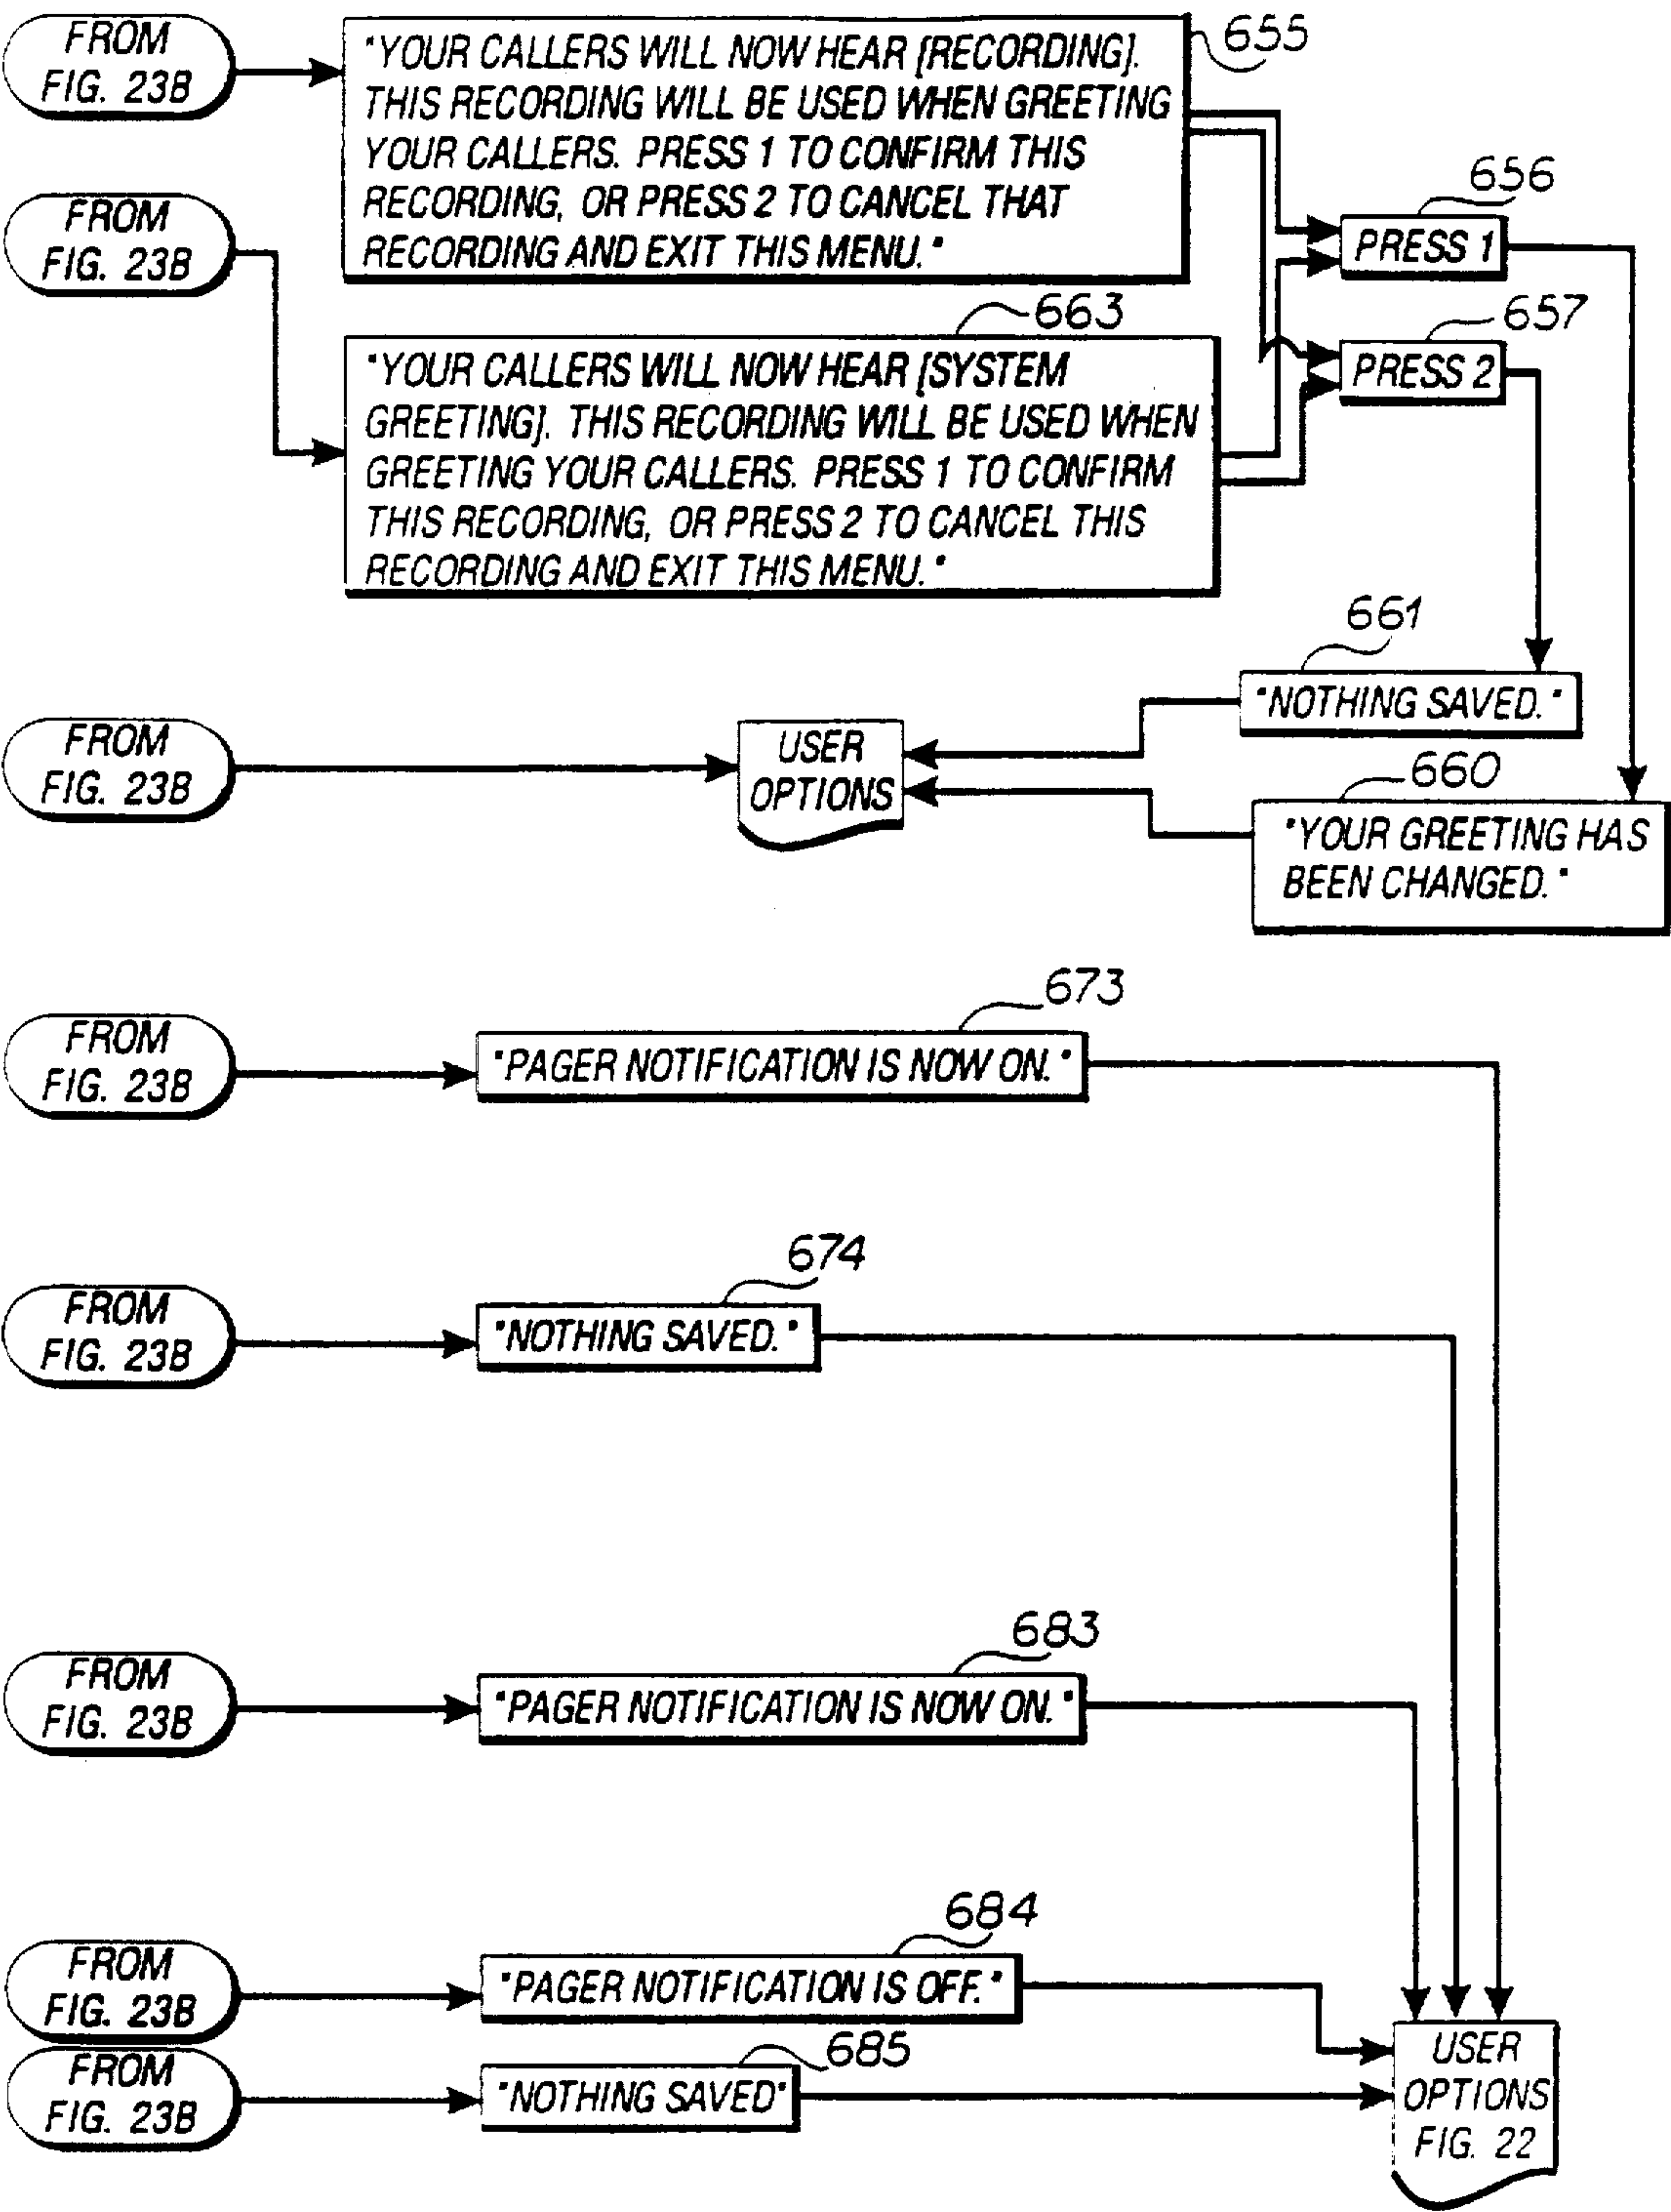 FROM
FIG. 23B
"YOUR CALLERS WILL NOW HEAR [RECORDING].
THIS RECORDING WILL BE USED WHEN GREETING
YOUR CALLERS. PRESS 1 TO CONFIRM THIS
RECORDING, OR PRESS 2 TO CANCEL THAT
RECORDING AND EXIT THIS MENU."
655
656
PRESS 1
FROM
FIG. 23B
663
"YOUR CALLERS WILL NOW HEAR [SYSTEM
GREETING]. THIS RECORDING WILL BE USED WHEN
GREETING YOUR CALLERS. PRESS 1 TO CONFIRM
THIS RECORDING, OR PRESS 2 TO CANCEL THIS
RECORDING AND EXIT THIS MENU."
657
PRESS 2
661
"NOTHING SAVED."
FROM
FIG. 23B
USER
OPTIONS
660
"YOUR GREETING HAS
BEEN CHANGED."
FROM
FIG. 23B
673
"PAGER NOTIFICATION IS NOW ON."
FROM
FIG. 23B
674
"NOTHING SAVED."
FROM
FIG. 23B
683
"PAGER NOTIFICATION IS NOW ON."
FROM
FIG. 23B
684
"PAGER NOTIFICATION IS OFF."
FROM
FIG. 23B
685
"NOTHING SAVED"
USER
OPTIONS
FIG. 22